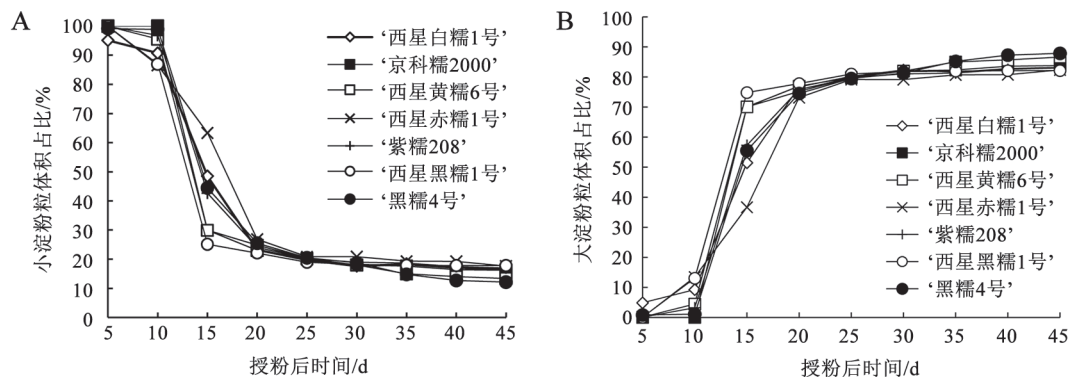 A
小淀粉粒体积占比/%
100
90
80
70
60
50
40
30
20
10
0
5 10 15 20 25 30 35 40 45
授粉后时间/d
‘西星白糯1号’
‘京科糯2000’
‘西星黄糯6号’
‘西星赤糯1号’
‘紫糯208’
‘西星黑糯1号’
‘黑糯4号’
B
大淀粉粒体积占比/%
100
90
80
70
60
50
40
30
20
10
0
5 10 15 20 25 30 35 40 45
授粉后时间/d
‘西星白糯1号’
‘京科糯2000’
‘西星黄糯6号’
‘西星赤糯1号’
‘紫糯208’
‘西星黑糯1号’
‘黑糯4号’